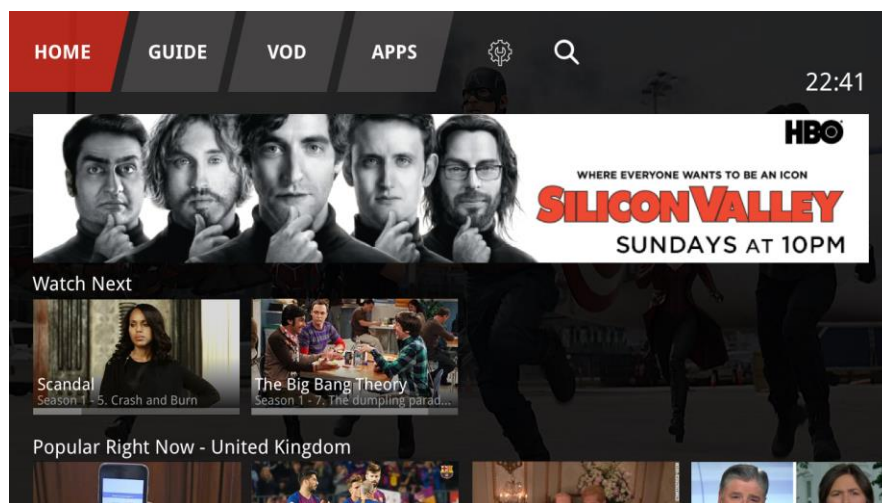 HOME GUIDE VOD APPS
22:41
HBO
WHERE EVERYONE WANTS TO BE AN ICON
SILICON VALLEY
SUNDAYS AT 10PM
Watch Next
Scandal
Season 1 - 5. Crash and Burn
The Big Bang Theory
Season 1 - 7. The dumpling parad...
Popular Right Now - United Kingdom